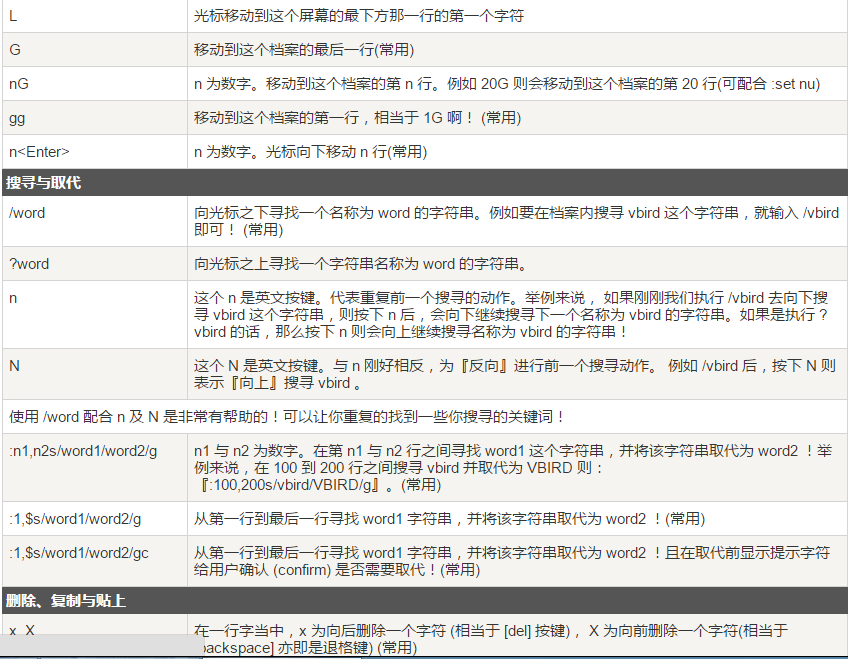 L 光标移动到这个屏幕的最下方那一行的第一个字符
G 移动到这个档案的最后一行(常用)
nG n 为数字。移动到这个档案的第 n 行。例如 20G 则会移动到这个档案的第 20 行(可配合 :set nu)
gg 移动到这个档案的第一行，相当于 1G 啊！ (常用)
n<Enter> n 为数字。光标向下移动 n 行(常用)
搜寻与取代
/word 向光标之下寻找一个名称为 word 的字符串。例如要在档案内搜寻 vbird 这个字符串，就输入 /vbird
即可！ (常用)
?word 向光标之上寻找一个字符串名称为 word 的字符串。
n 这个 n 是英文按键。代表重复前一个搜寻的动作。举例来说， 如果刚刚我们执行 /vbird 去向下搜
寻 vbird 这个字符串，则按下 n 后，会向下继续搜寻下一个名称为 vbird 的字符串。如果是执行 ?
vbird 的话，那么按下 n 则会向上继续搜寻名称为 vbird 的字符串！
N 这个 N 是英文按键。与 n 刚好相反，为『反向』进行前一个搜寻动作。 例如 /vbird 后，按下 N 则
表示『向上』搜寻 vbird 。
使用 /word 配合 n 及 N 是非常有帮助的！可以让你重复的找到一些你搜寻的关键词！
:n1,n2s/word1/word2/g n1 与 n2 为数字。在第 n1 与 n2 行之间寻找 word1 这个字符串，并将该字符串取代为 word2 ！举
例来说，在 100 到 200 行之间搜寻 vbird 并取代为 VBIRD 则：
『:100,200s/vbird/VBIRD/g』。(常用)
:1,$s/word1/word2/g 从第一行到最后一行寻找 word1 字符串，并将该字符串取代为 word2 ！(常用)
:1,$s/word1/word2/gc 从第一行到最后一行寻找 word1 字符串，并将该字符串取代为 word2 ！且在取代前显示提示字符
给用户确认 (confirm) 是否需要取代！(常用)
删除、复制与贴上
x, X 在一行字当中，x 为向后删除一个字符 (相当于 [del] 按键)， X 为向前删除一个字符(相当于
backspace] 亦即是退格键) (常用)